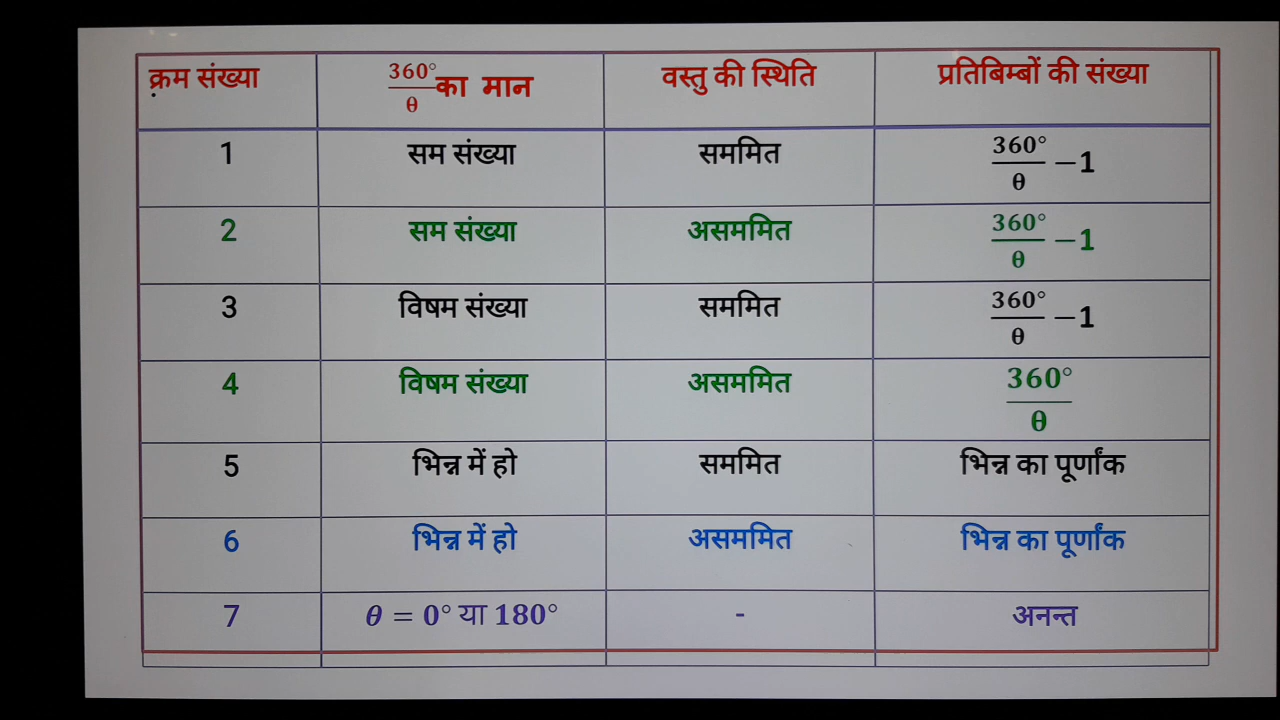 क्रम संख्या 360°/θ का मान वस्तु की स्थिति प्रतिबिम्बों की संख्या
1 सम संख्या सममित 360°/θ −1
2 सम संख्या असममित 360°/θ −1
3 विषम संख्या सममित 360°/θ −1
4 विषम संख्या असममित 360°/θ
5 भिन्न में हो सममित भिन्न का पूर्णांक
6 भिन्न में हो असममित भिन्न का पूर्णांक
7 θ = 0° या 180° - अनन्त